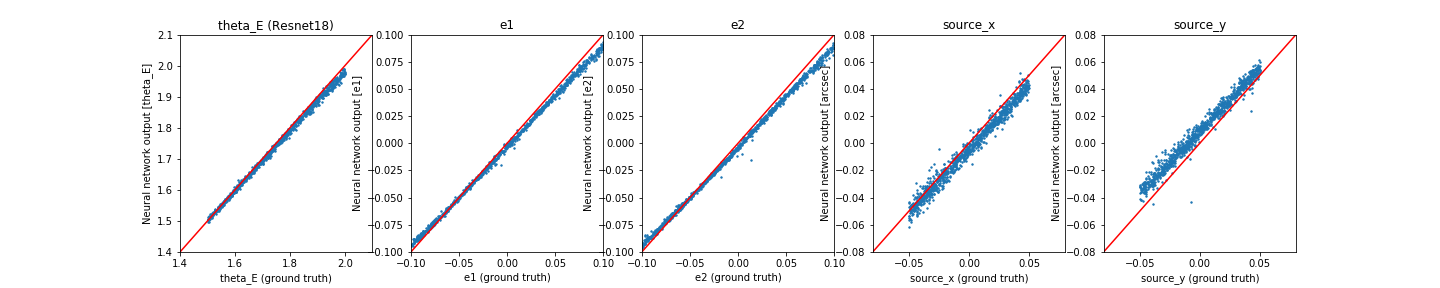 theta_E (Resnet18)
2.1
2.0
1.9
1.8
1.7
1.6
1.5
1.4
Neural network output [theta_E]
1.4 1.6 1.8 2.0
theta_E (ground truth)
e1
0.100
0.075
0.050
0.025
0.000
−0.025
−0.050
−0.075
−0.100
Neural network output [e1]
−0.10 −0.05 0.00 0.05 0.10
e1 (ground truth)
e2
0.100
0.075
0.050
0.025
0.000
−0.025
−0.050
−0.075
−0.100
Neural network output [e2]
−0.10 −0.05 0.00 0.05 0.10
e2 (ground truth)
source_x
0.08
0.06
0.04
0.02
0.00
−0.02
−0.04
−0.06
−0.08
Neural network output [arcsec]
−0.05 0.00 0.05
source_x (ground truth)
source_y
0.08
0.06
0.04
0.02
0.00
−0.02
−0.04
−0.06
−0.08
Neural network output [arcsec]
−0.05 0.00 0.05
source_y (ground truth)